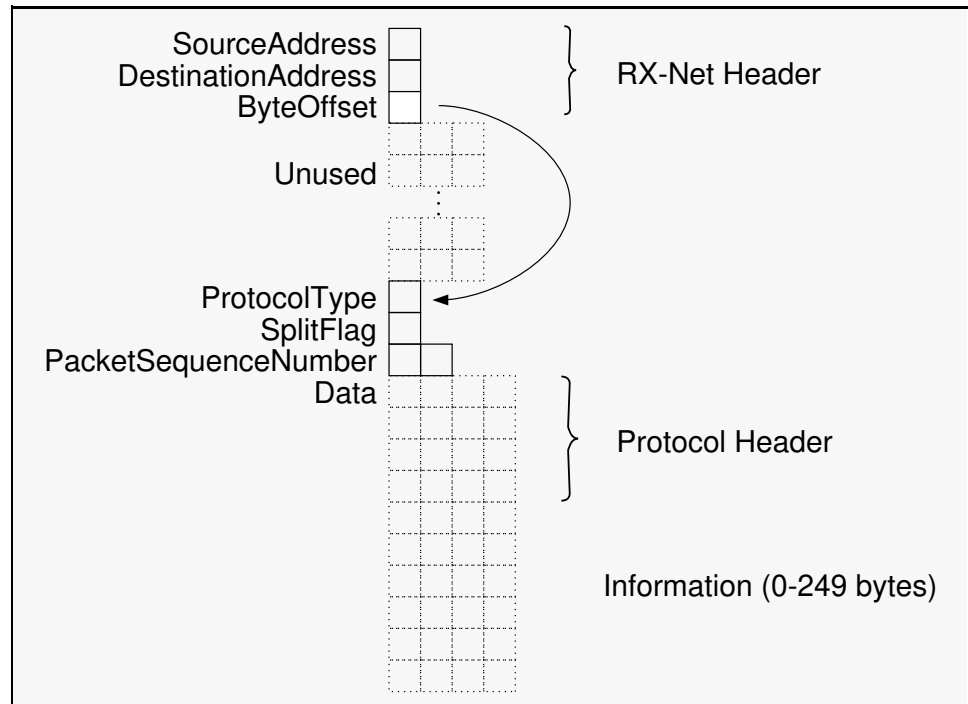 SourceAddress
DestinationAddress
ByteOffset
RX-Net Header
Unused
ProtocolType
SplitFlag
PacketSequenceNumber
Data
Protocol Header
Information (0-249 bytes)